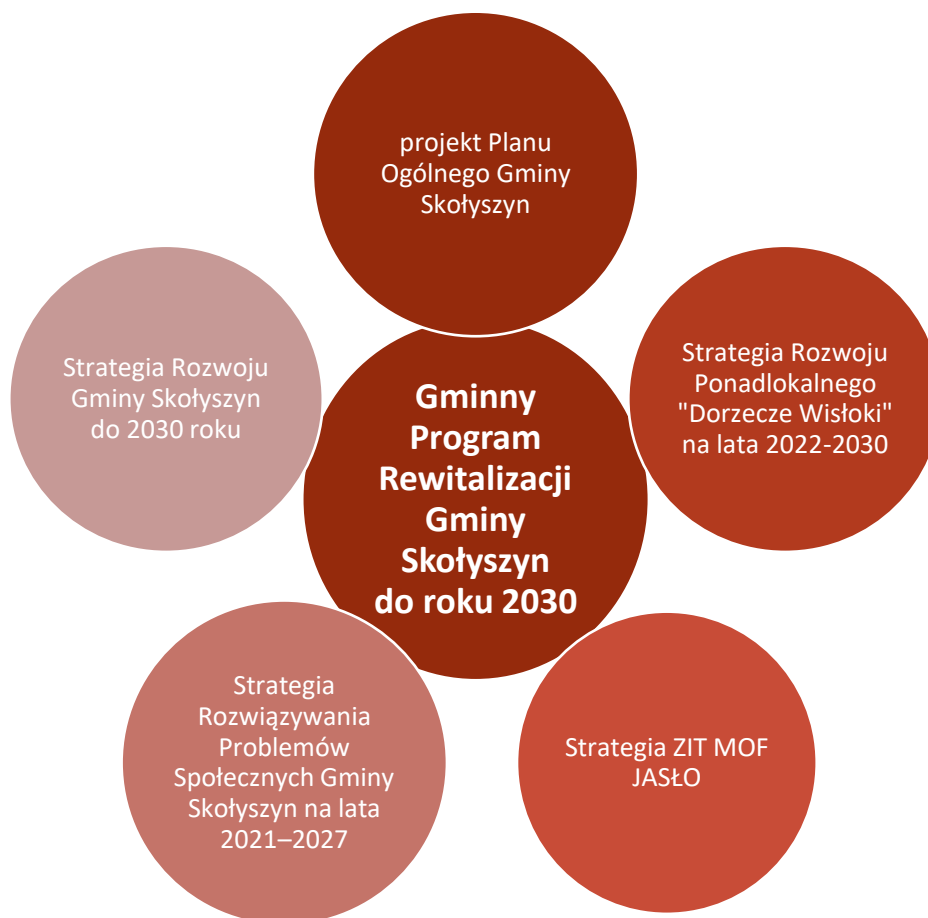 projekt Planu
Ogólnego Gminy
Skołyszyn
Strategia Rozwoju
Ponadlokalnego
"Dorzecze Wisłoki"
na lata 2022-2030
Strategia ZIT MOF
JASŁO
Strategia
Rozwiązywania
Problemów
Społecznych Gminy
Skołyszyn na lata
2021–2027
Strategia Rozwoju
Gminy Skołyszyn
do 2030 roku
Gminny
Program
Rewitalizacji
Gminy
Skołyszyn
do roku 2030